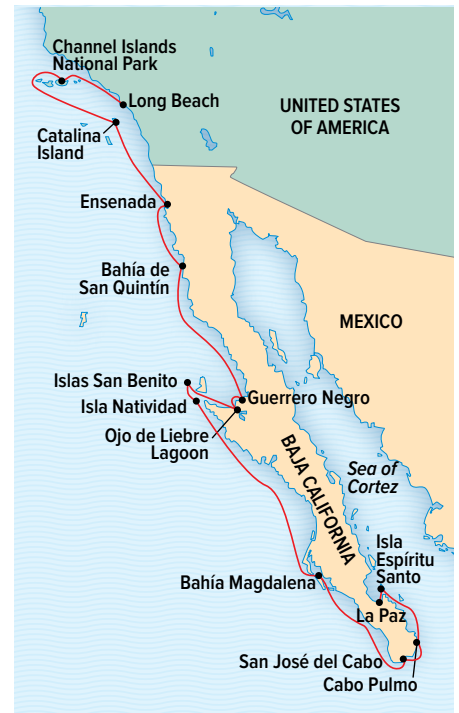 Channel Islands
National Park
Long Beach
UNITED STATES
OF AMERICA
Catalina
Island
Ensenada
Bahía de
San Quintín
MEXICO
Islas San Benito
Isla Natividad
Guerrero Negro
Ojo de Liebre
Lagoon
BAJA CALIFORNIA
Sea of
Cortez
Isla
Espíritu
Santo
Bahía Magdalena
La Paz
San José del Cabo
Cabo Pulmo